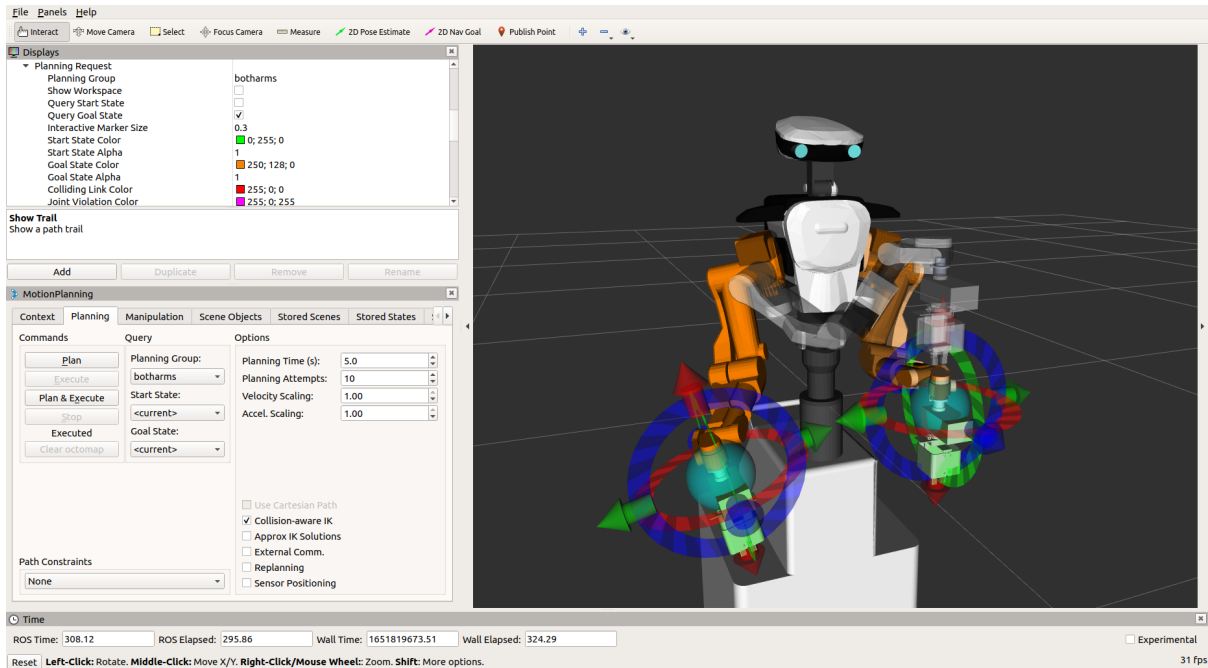 File Panels Help
Interact Move Camera Select Focus Camera Measure 2D Pose Estimate 2D Nav Goal Publish Point
Displays
Planning Request
Planning Group botharms
Show Workspace
Query Start State
Query Goal State
Interactive Marker Size 0.3
Start State Color 0; 255; 0
Start State Alpha 1
Goal State Color 250; 128; 0
Goal State Alpha 1
Colliding Link Color 255; 0; 0
Joint Violation Color 255; 0; 255
Show Trail
Show a path trail
Add Duplicate Remove Rename
MotionPlanning
Context Planning Manipulation Scene Objects Stored Scenes Stored States
Commands Query Options
Plan Planning Group: Planning Time (s): 5.0
Execute botharms Planning Attempts: 10
Plan & Execute Start State: Velocity Scaling: 1.00
Stop <current> Accel. Scaling: 1.00
Executed Goal State:
Clear octomap <current>
Use Cartesian Path
Collision-aware IK
Approx IK Solutions
External Comm.
Path Constraints Replanning
None Sensor Positioning
Time
ROS Time: 308.12 ROS Elapsed: 295.86 Wall Time: 1651819673.51 Wall Elapsed: 324.29 Experimental
Reset Left-Click: Rotate. Middle-Click: Move X/Y. Right-Click/Mouse Wheel:: Zoom. Shift: More options. 31 fps